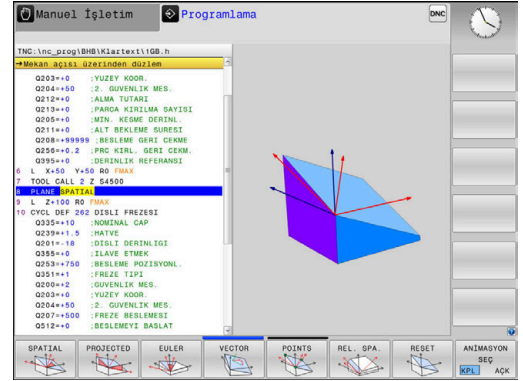 Manuel İşletim
Programlama
DNC
TNC:\nc_prog\BHB\Klartext\1GB.h
→Mekan açısı üzerinden düzlem
Q203=+0 ;YUZEY KOOR.
Q204=+50 ;2. GUVENLIK MES.
Q212=+0 ;ALMA TUTARI
Q213=+0 ;PARCA KIRILMA SAYISI
Q205=+0 ;MIN. KESME DERINL.
Q211=+0 ;ALT BEKLEME SURESI
Q208=+99999 ;BESLEME GERI CEKME
Q256=+0.2 ;PRC KIRL. GERI CEKM.
Q395=+0 ;DERINLIK REFERANSI
6 L X+50 Y+50 R0 FMAX
7 TOOL CALL 2 Z S4500
8 PLANE SPATIAL
9 L Z+100 R0 FMAX
10 CYCL DEF 262 DISLI FREZESI
Q335=+10 ;NOMINAL CAP
Q239=+1.5 ;HATVE
Q201=-18 ;DISLI DERINLIGI
Q355=+0 ;ILAVE ETMEK
Q253=+750 ;BESLEME POZISYONL.
Q351=+1 ;FREZE TIPI
Q200=+2 ;GUVENLIK MES.
Q203=+0 ;YUZEY KOOR.
Q204=+50 ;2. GUVENLIK MES.
Q207=+500 ;FREZE BESLEMESI
Q512=+0 ;BESLEMEYI BASLAT
SPATIAL
PROJECTED
EULER
VECTOR
POINTS
REL. SPA.
RESET
ANİMASYON
SEÇ
KPL AÇK